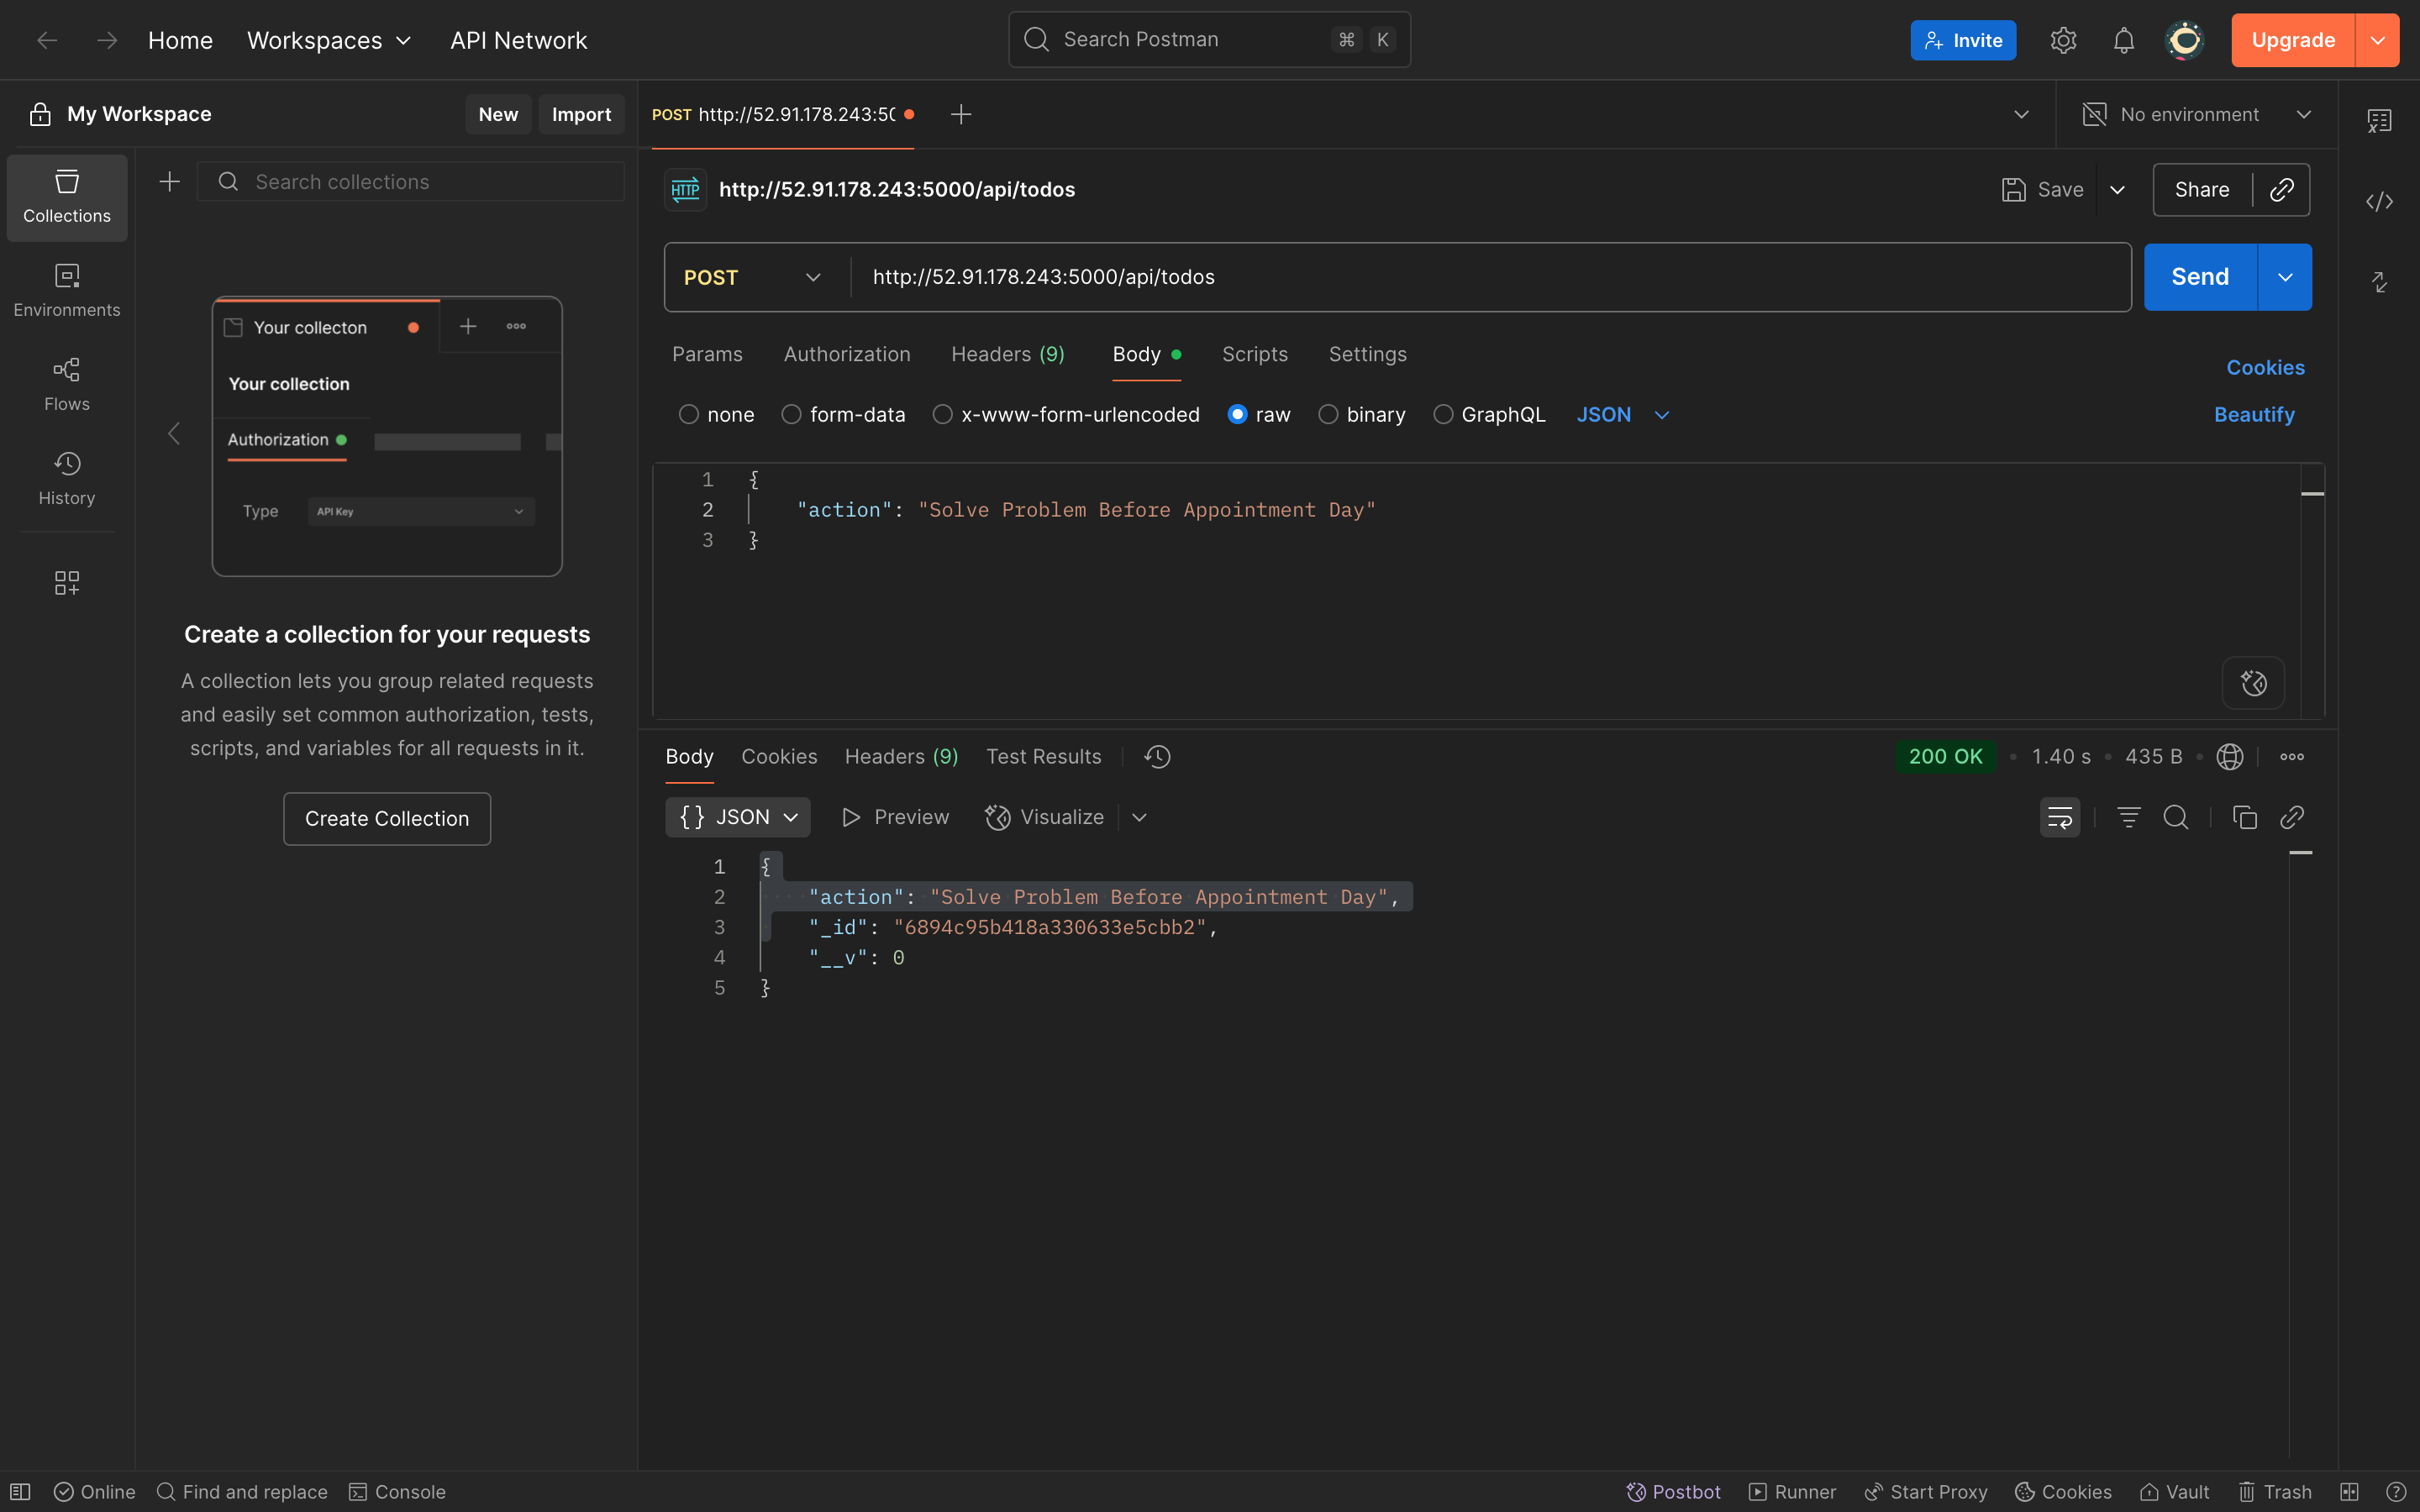 Home Workspaces API Network Search Postman ⌘ K Invite Upgrade
My Workspace New Import
POST http://52.91.178.243:50 No environment
Collections
Environments
Flows
History
Search collections
Your collecton
Your collection
Authorization
Type API Key
Create a collection for your requests
A collection lets you group related requests
and easily set common authorization, tests,
scripts, and variables for all requests in it.
Create Collection
HTTP http://52.91.178.243:5000/api/todos Save Share
POST http://52.91.178.243:5000/api/todos Send
Params Authorization Headers (9) Body Scripts Settings Cookies
none form-data x-www-form-urlencoded raw binary GraphQL JSON Beautify
1 {
2 "action": "Solve Problem Before Appointment Day"
3 }
Body Cookies Headers (9) Test Results 200 OK • 1.40 s • 435 B •
{} JSON Preview Visualize
1 {
2 "action": "Solve Problem Before Appointment Day",
3 "_id": "6894c95b418a330633e5cbb2",
4 "__v": 0
5 }
Online Find and replace Console Postbot Runner Start Proxy Cookies Vault Trash